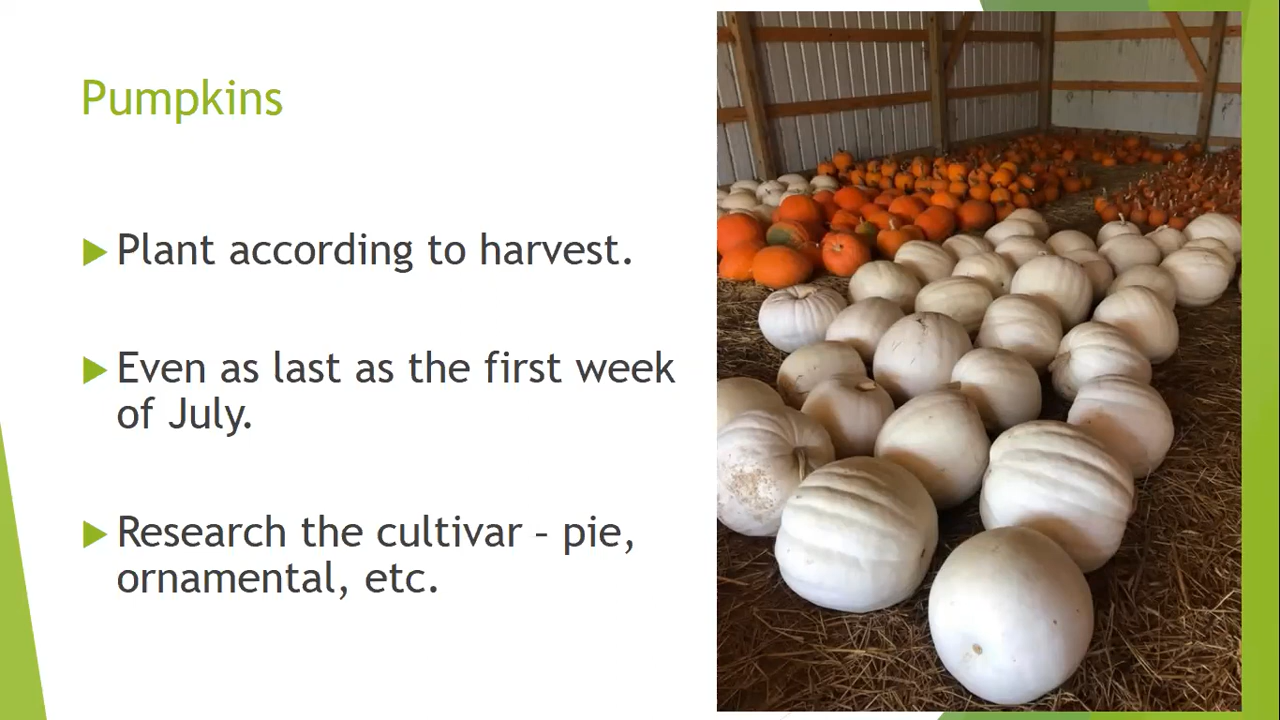 Pumpkins
Plant according to harvest.
Even as last as the first week
of July.
Research the cultivar – pie,
ornamental, etc.